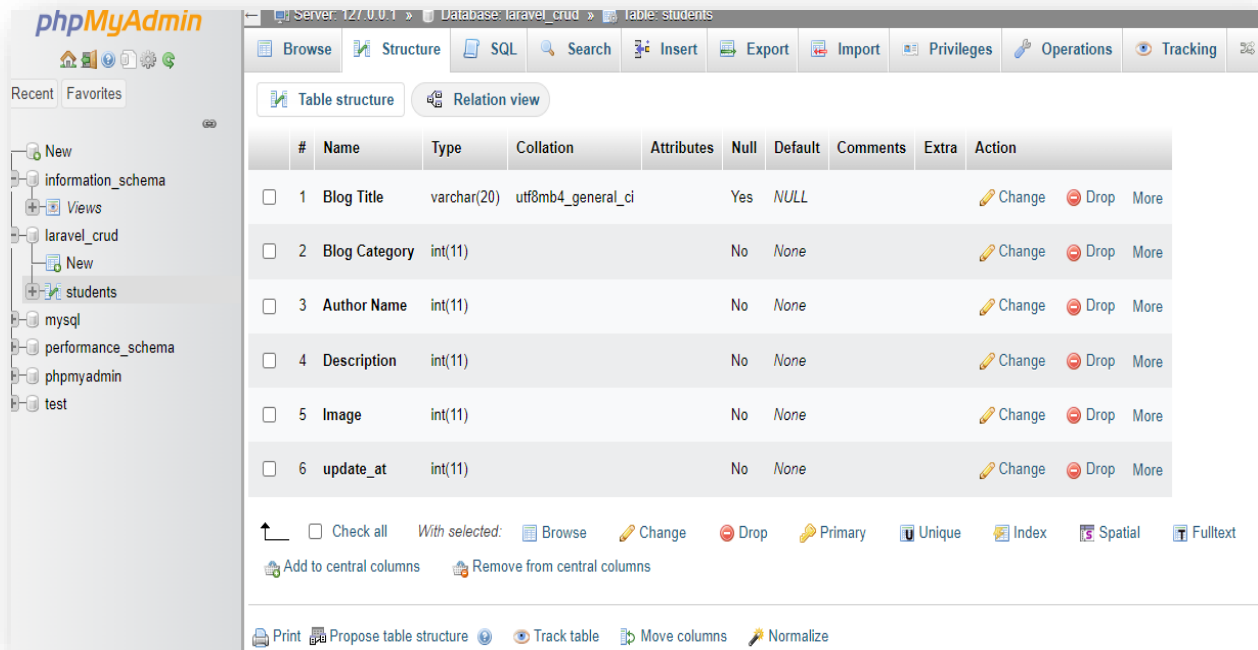 phpMyAdmin
Server: 127.0.0.1 » Database: laravel_crud » Table: students
Browse Structure SQL Search Insert Export Import Privileges Operations Tracking
Recent Favorites
Table structure Relation view
New
information_schema
Views
laravel_crud
New
students
mysql
performance_schema
phpmyadmin
test
# Name Type Collation Attributes Null Default Comments Extra Action
1 Blog Title varchar(20) utf8mb4_general_ci Yes NULL Change Drop More
2 Blog Category int(11) No None Change Drop More
3 Author Name int(11) No None Change Drop More
4 Description int(11) No None Change Drop More
5 Image int(11) No None Change Drop More
6 update_at int(11) No None Change Drop More
Check all With selected: Browse Change Drop Primary Unique Index Spatial Fulltext
Add to central columns Remove from central columns
Print Propose table structure Track table Move columns Normalize